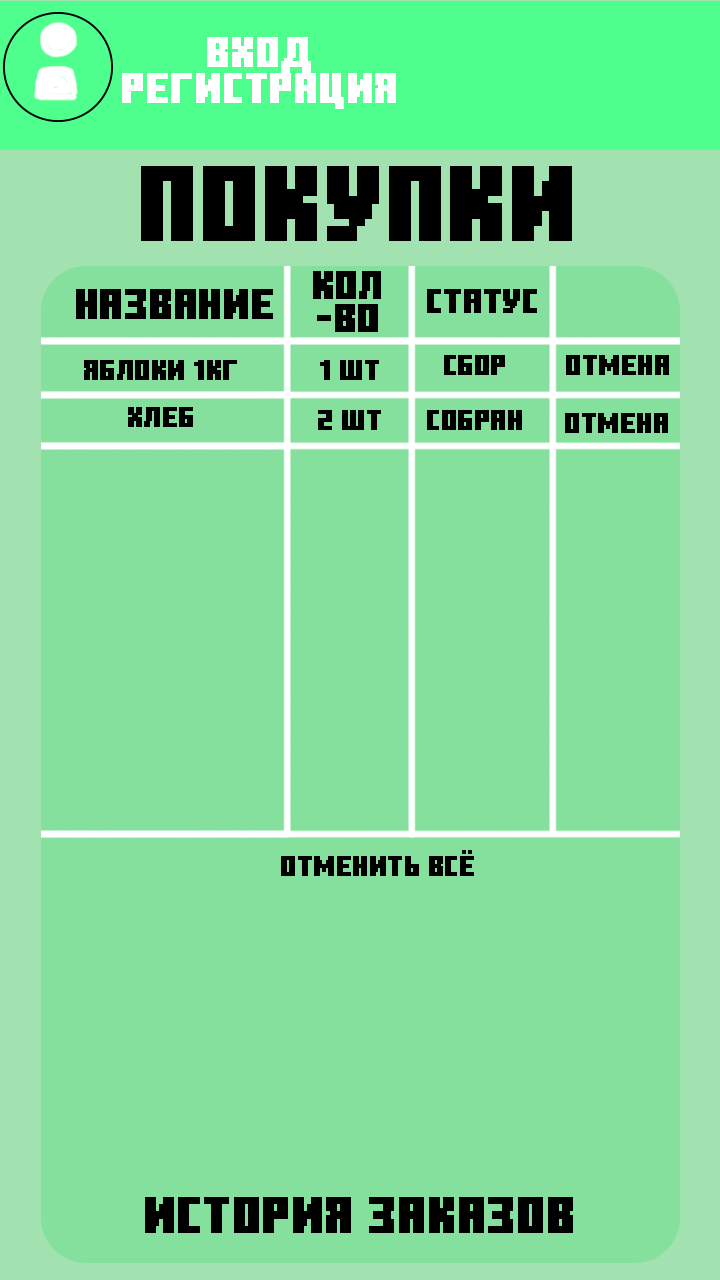 ВХОД
РЕГИСТРАЦИЯ
ПОКУПКИ
НАЗВАНИЕ КОЛ -ВО СТАТУС
ЯБЛОКИ 1КГ 1 ШТ СБОР ОТМЕНА
ХЛЕБ 2 ШТ СОБРАН ОТМЕНА
ОТМЕНИТЬ ВСЁ
ИСТОРИЯ ЗАКАЗОВ